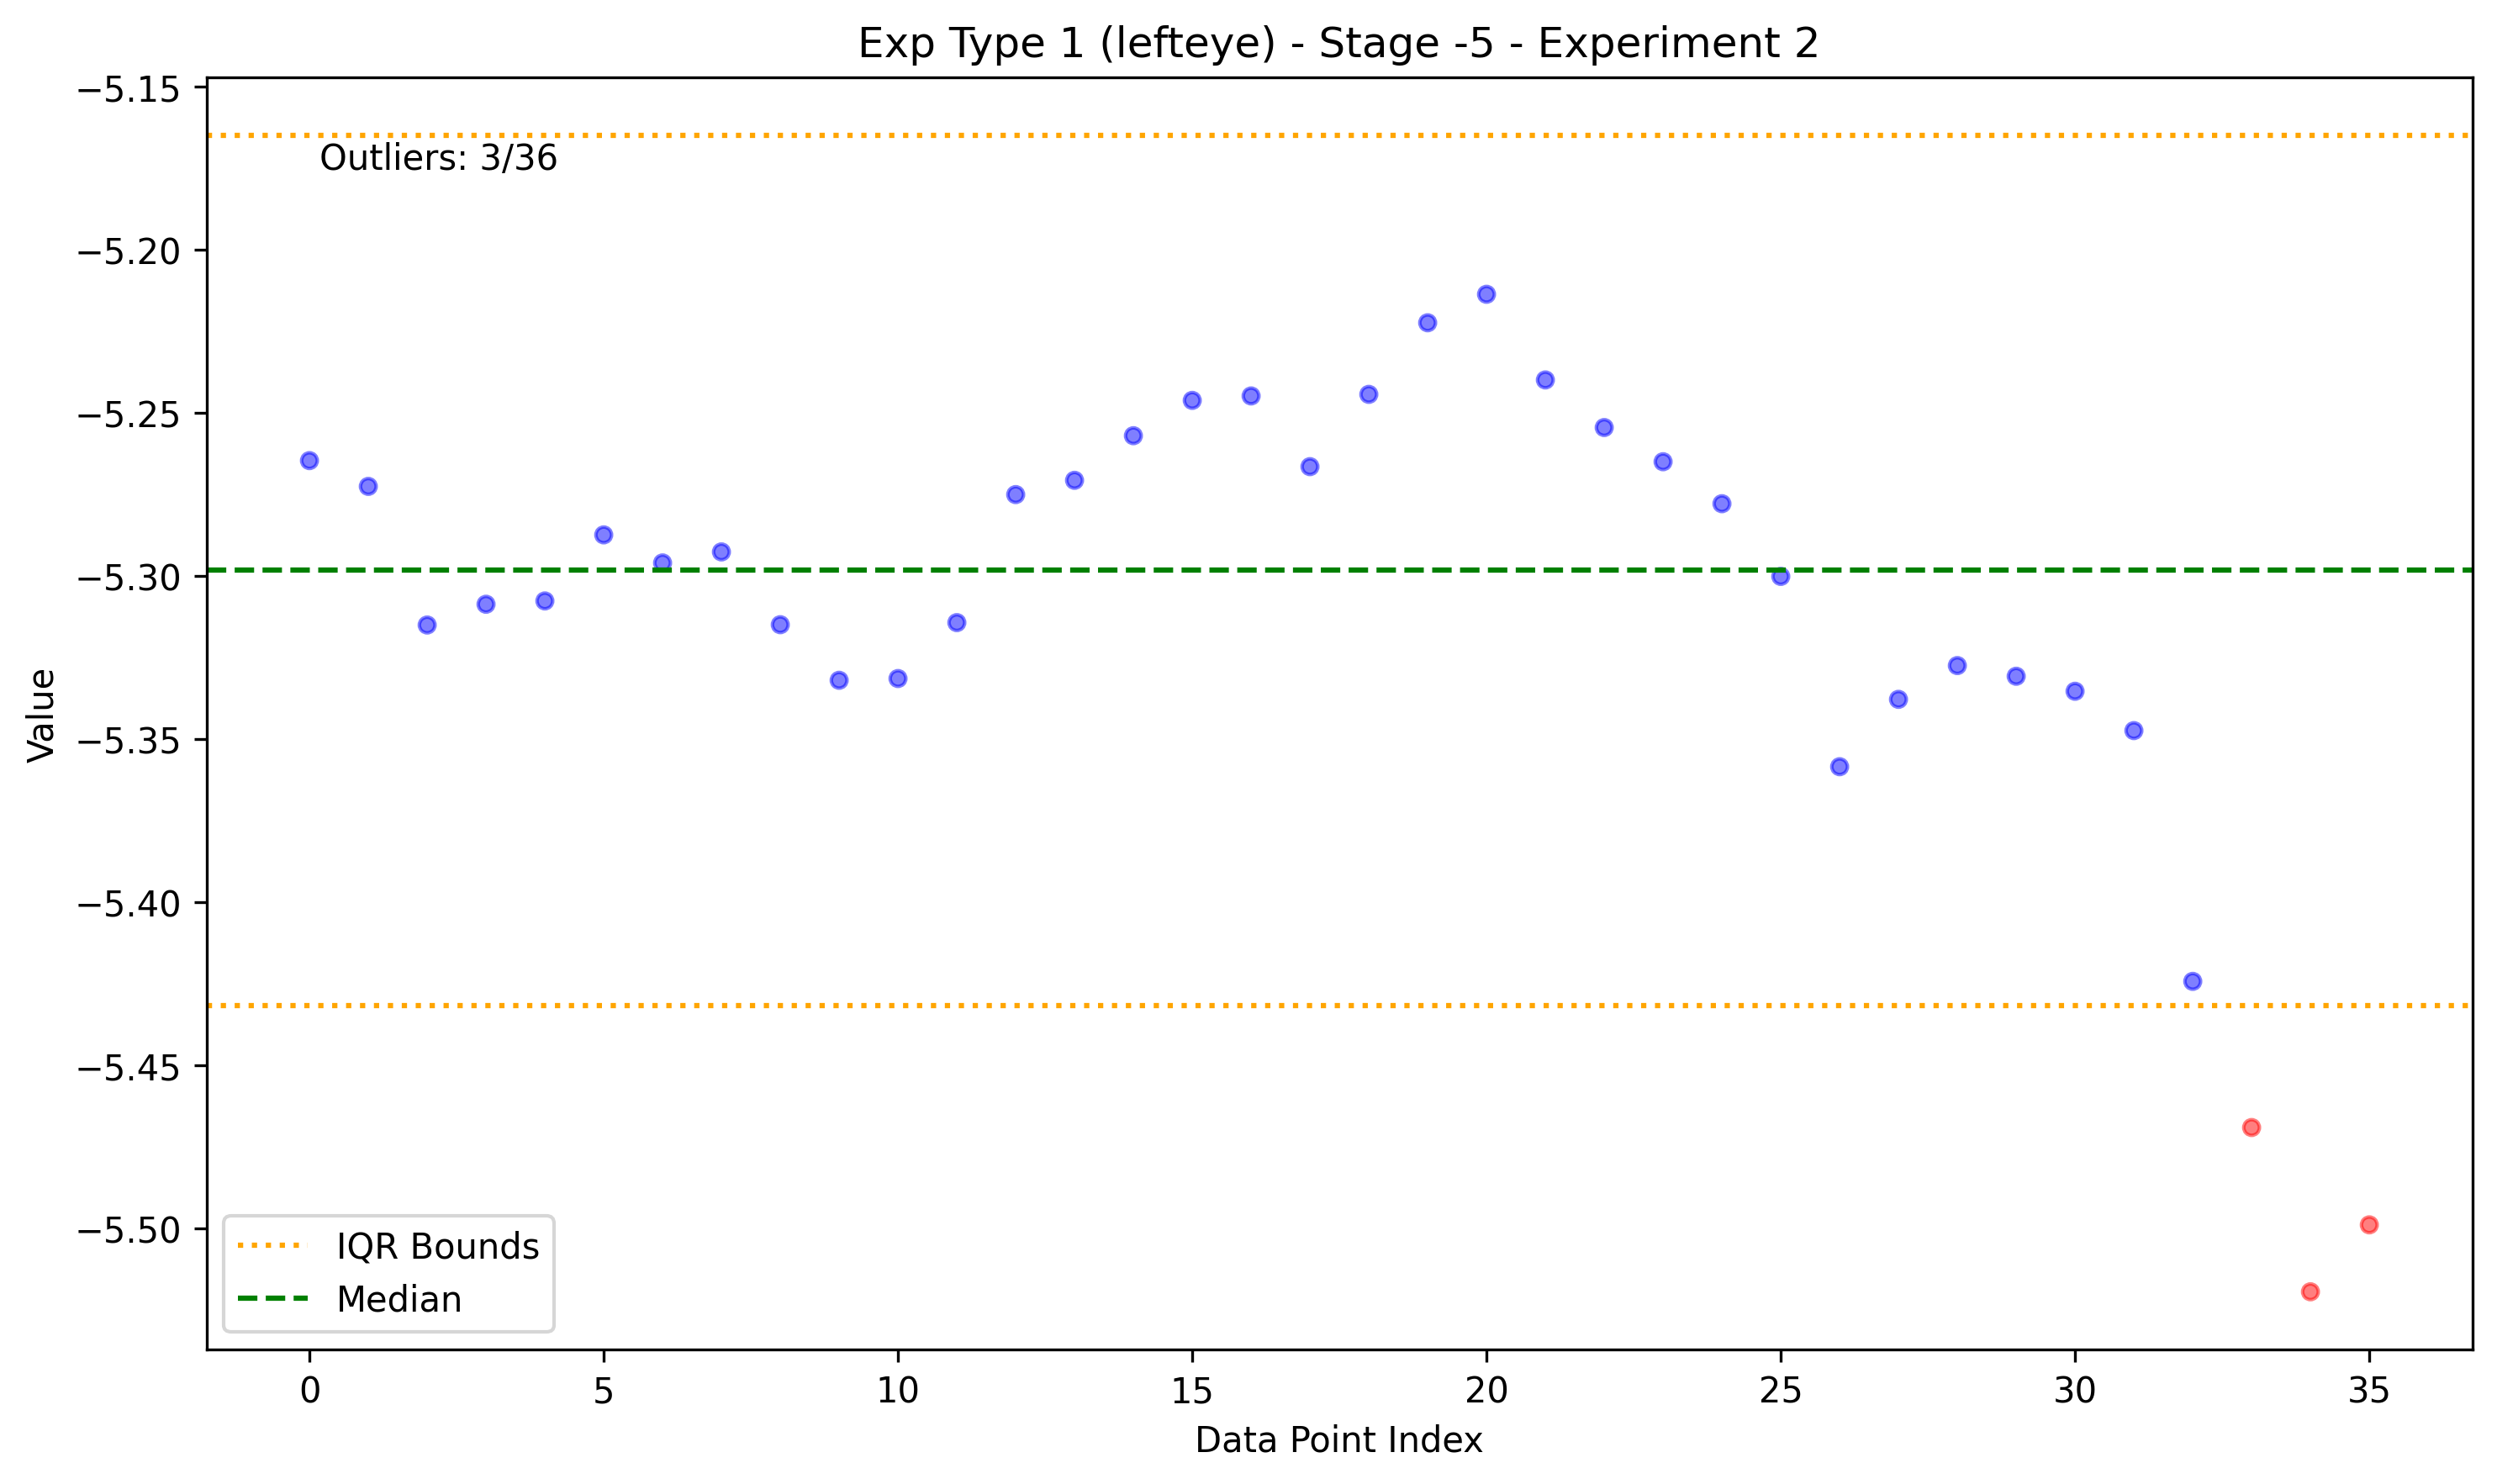 Exp Type 1 (lefteye) - Stage -5 - Experiment 2
−5.15
Outliers: 3/36
−5.20
−5.25
−5.30
−5.35
−5.40
−5.45
−5.50
Value
IQR Bounds
Median
0 5 10 15 20 25 30 35
Data Point Index